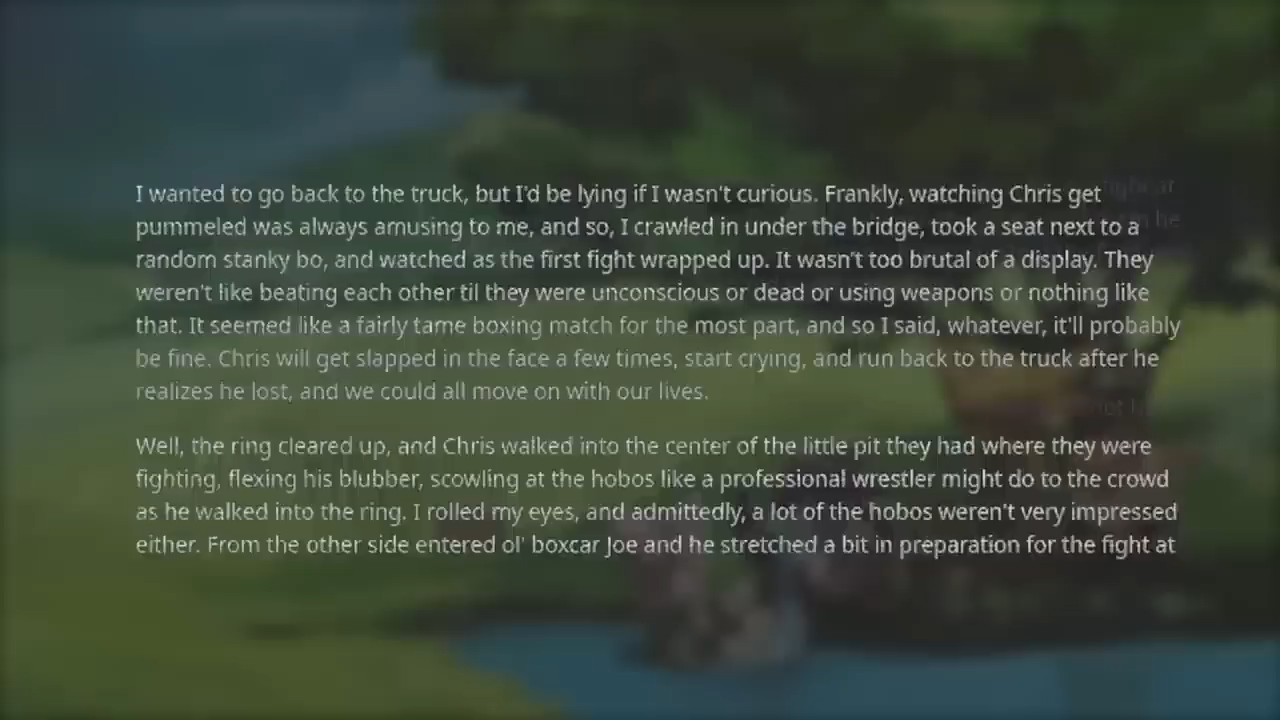 I wanted to go back to the truck, but I'd be lying if I wasn't curious. Frankly, watching Chris get
pummeled was always amusing to me, and so, I crawled in under the bridge, took a seat next to a
random stanky bo, and watched as the first fight wrapped up. It wasn't too brutal of a display. They
weren't like beating each other til they were unconscious or dead or using weapons or nothing like
that. It seemed like a fairly tame boxing match for the most part, and so I said, whatever, it'll probably
be fine. Chris will get slapped in the face a few times, start crying, and run back to the truck after he
realizes he lost, and we could all move on with our lives.
Well, the ring cleared up, and Chris walked into the center of the little pit they had where they were
fighting, flexing his blubber, scowling at the hobos like a professional wrestler might do to the crowd
as he walked into the ring. I rolled my eyes, and admittedly, a lot of the hobos weren't very impressed
either. From the other side entered ol' boxcar Joe and he stretched a bit in preparation for the fight at